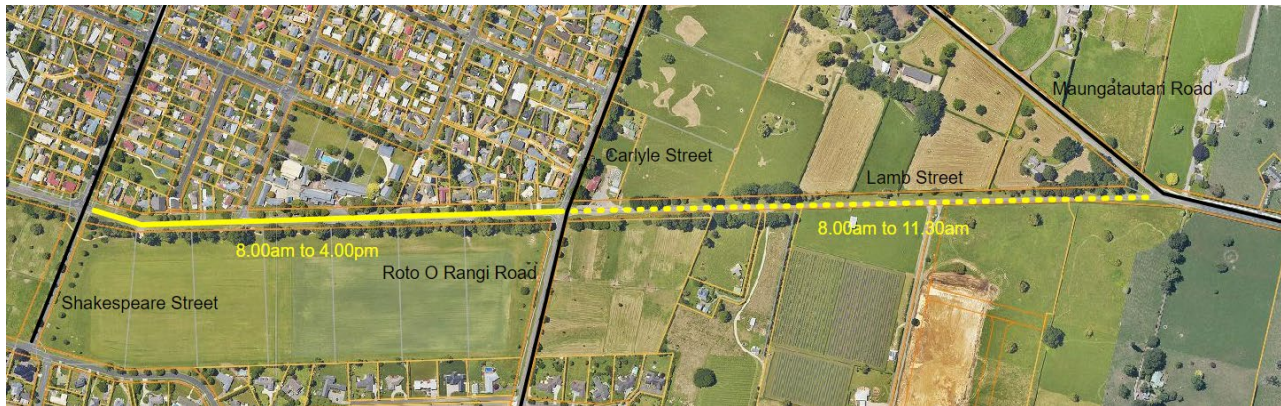 Maungatautan Road
Carlyle Street
Lamb Street
8.00am to 11.30am
8.00am to 4.00pm
Roto O Rangi Road
Shakespeare Street